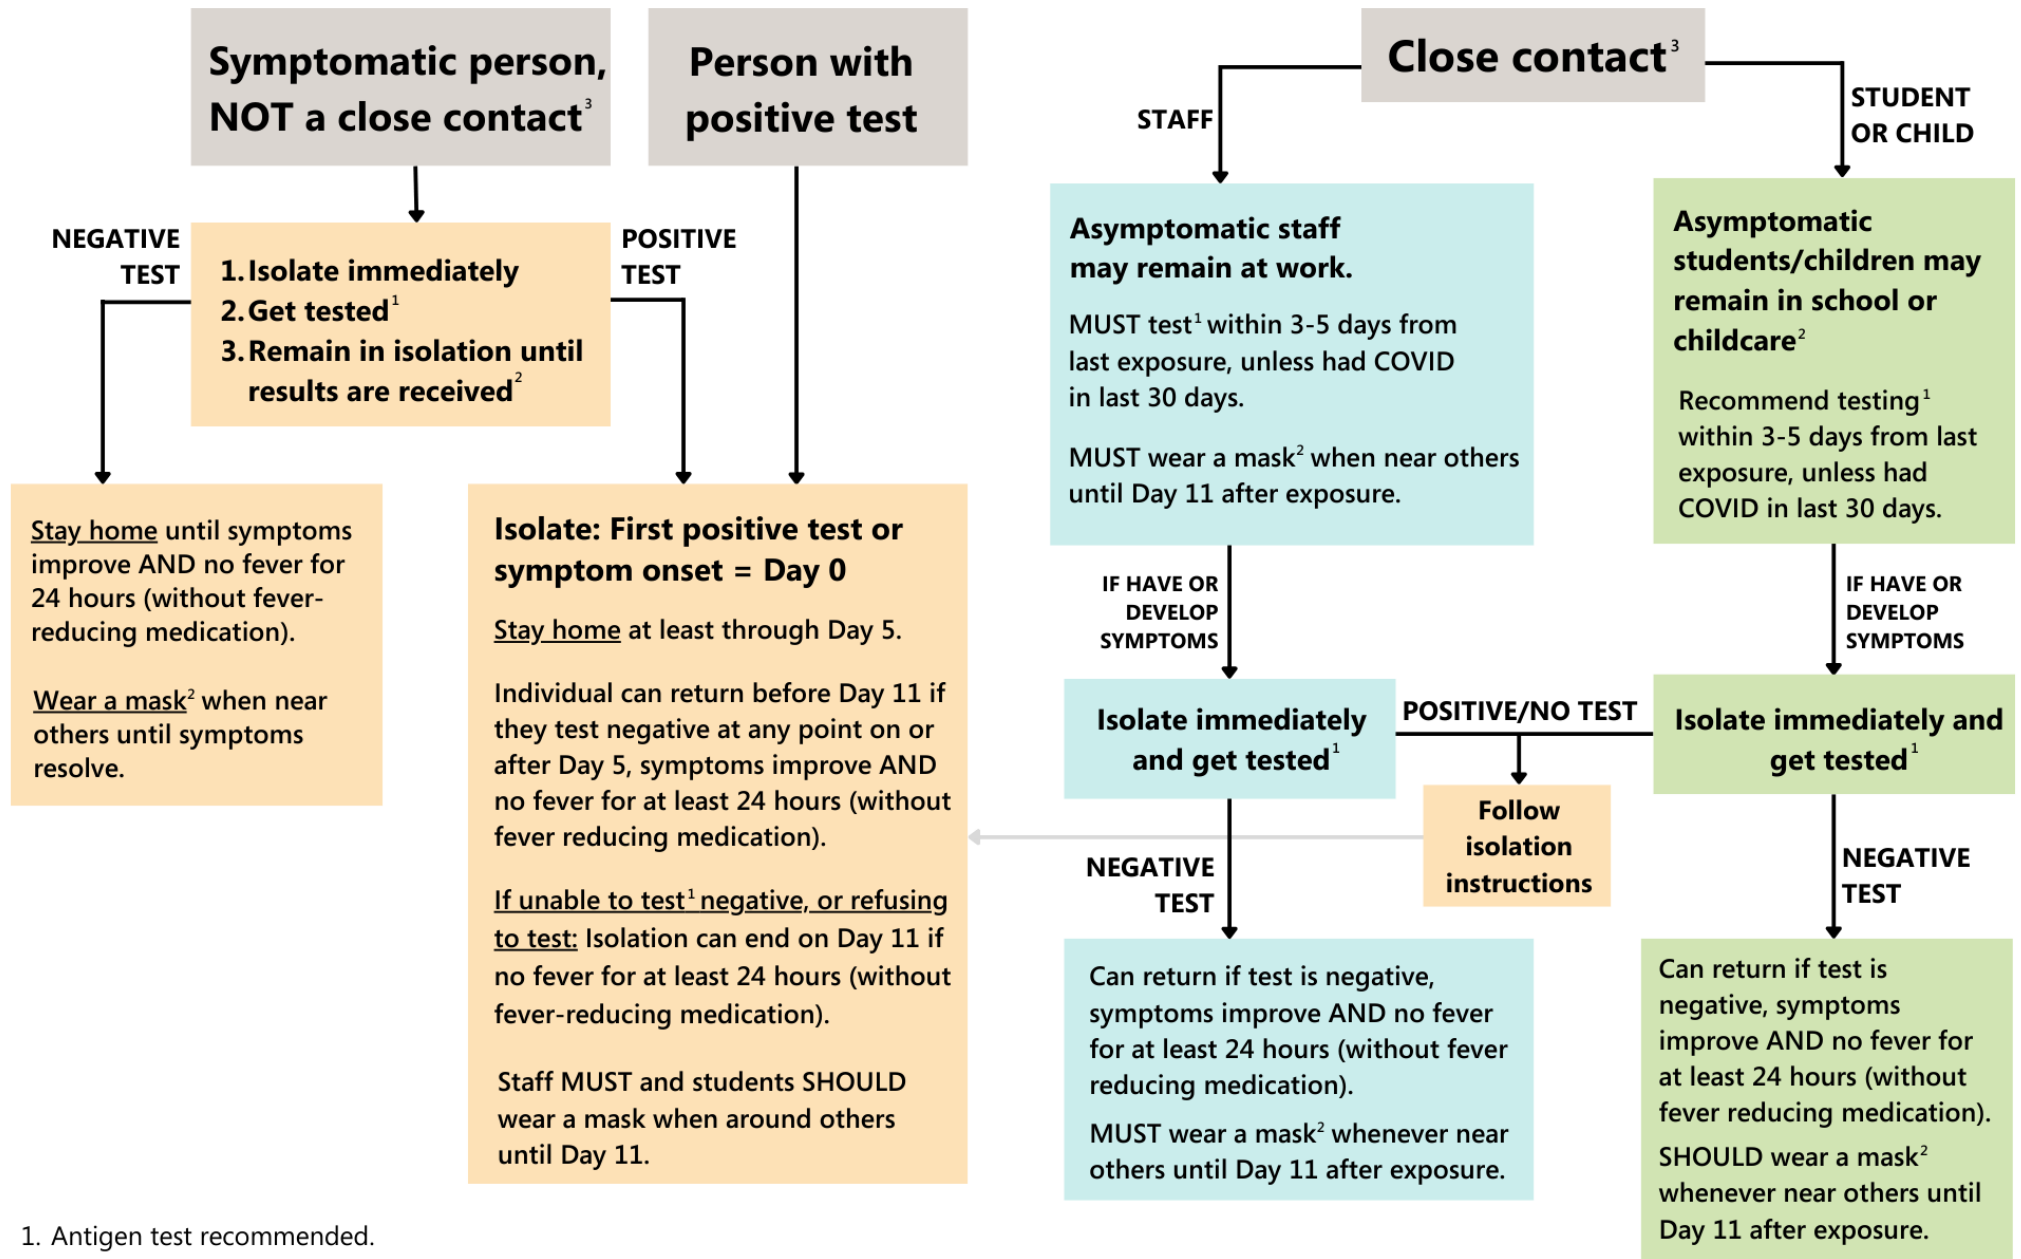 Symptomatic person,
NOT a close contact³
Person with
positive test
Close contact³
STAFF
STUDENT
OR CHILD
NEGATIVE
TEST
1. Isolate immediately
2. Get tested¹
3. Remain in isolation until
results are received²
POSITIVE
TEST
Stay home until symptoms
improve AND no fever for
24 hours (without fever-
reducing medication).
Wear a mask² when near
others until symptoms
resolve.
Isolate: First positive test or
symptom onset = Day 0
Stay home at least through Day 5.
Individual can return before Day 11 if
they test negative at any point on or
after Day 5, symptoms improve AND
no fever for at least 24 hours (without
fever reducing medication).
If unable to test¹ negative, or refusing
to test: Isolation can end on Day 11 if
no fever for at least 24 hours (without
fever-reducing medication).
Staff MUST and students SHOULD
wear a mask when around others
until Day 11.
Asymptomatic staff
may remain at work.
MUST test¹ within 3-5 days from
last exposure, unless had COVID
in last 30 days.
MUST wear a mask² when near others
until Day 11 after exposure.
IF HAVE OR
DEVELOP
SYMPTOMS
Isolate immediately
and get tested¹
POSITIVE/NO TEST
Follow
isolation
instructions
NEGATIVE
TEST
Can return if test is negative,
symptoms improve AND no fever
for at least 24 hours (without fever
reducing medication).
MUST wear a mask² whenever near
others until Day 11 after exposure.
Asymptomatic
students/children may
remain in school or
childcare²
Recommend testing¹
within 3-5 days from last
exposure, unless had
COVID in last 30 days.
IF HAVE OR
DEVELOP
SYMPTOMS
Isolate immediately and
get tested¹
NEGATIVE
TEST
Can return if test is
negative, symptoms
improve AND no fever for
at least 24 hours (without
fever reducing medication).
SHOULD wear a mask²
whenever near others until
Day 11 after exposure.
1. Antigen test recommended.